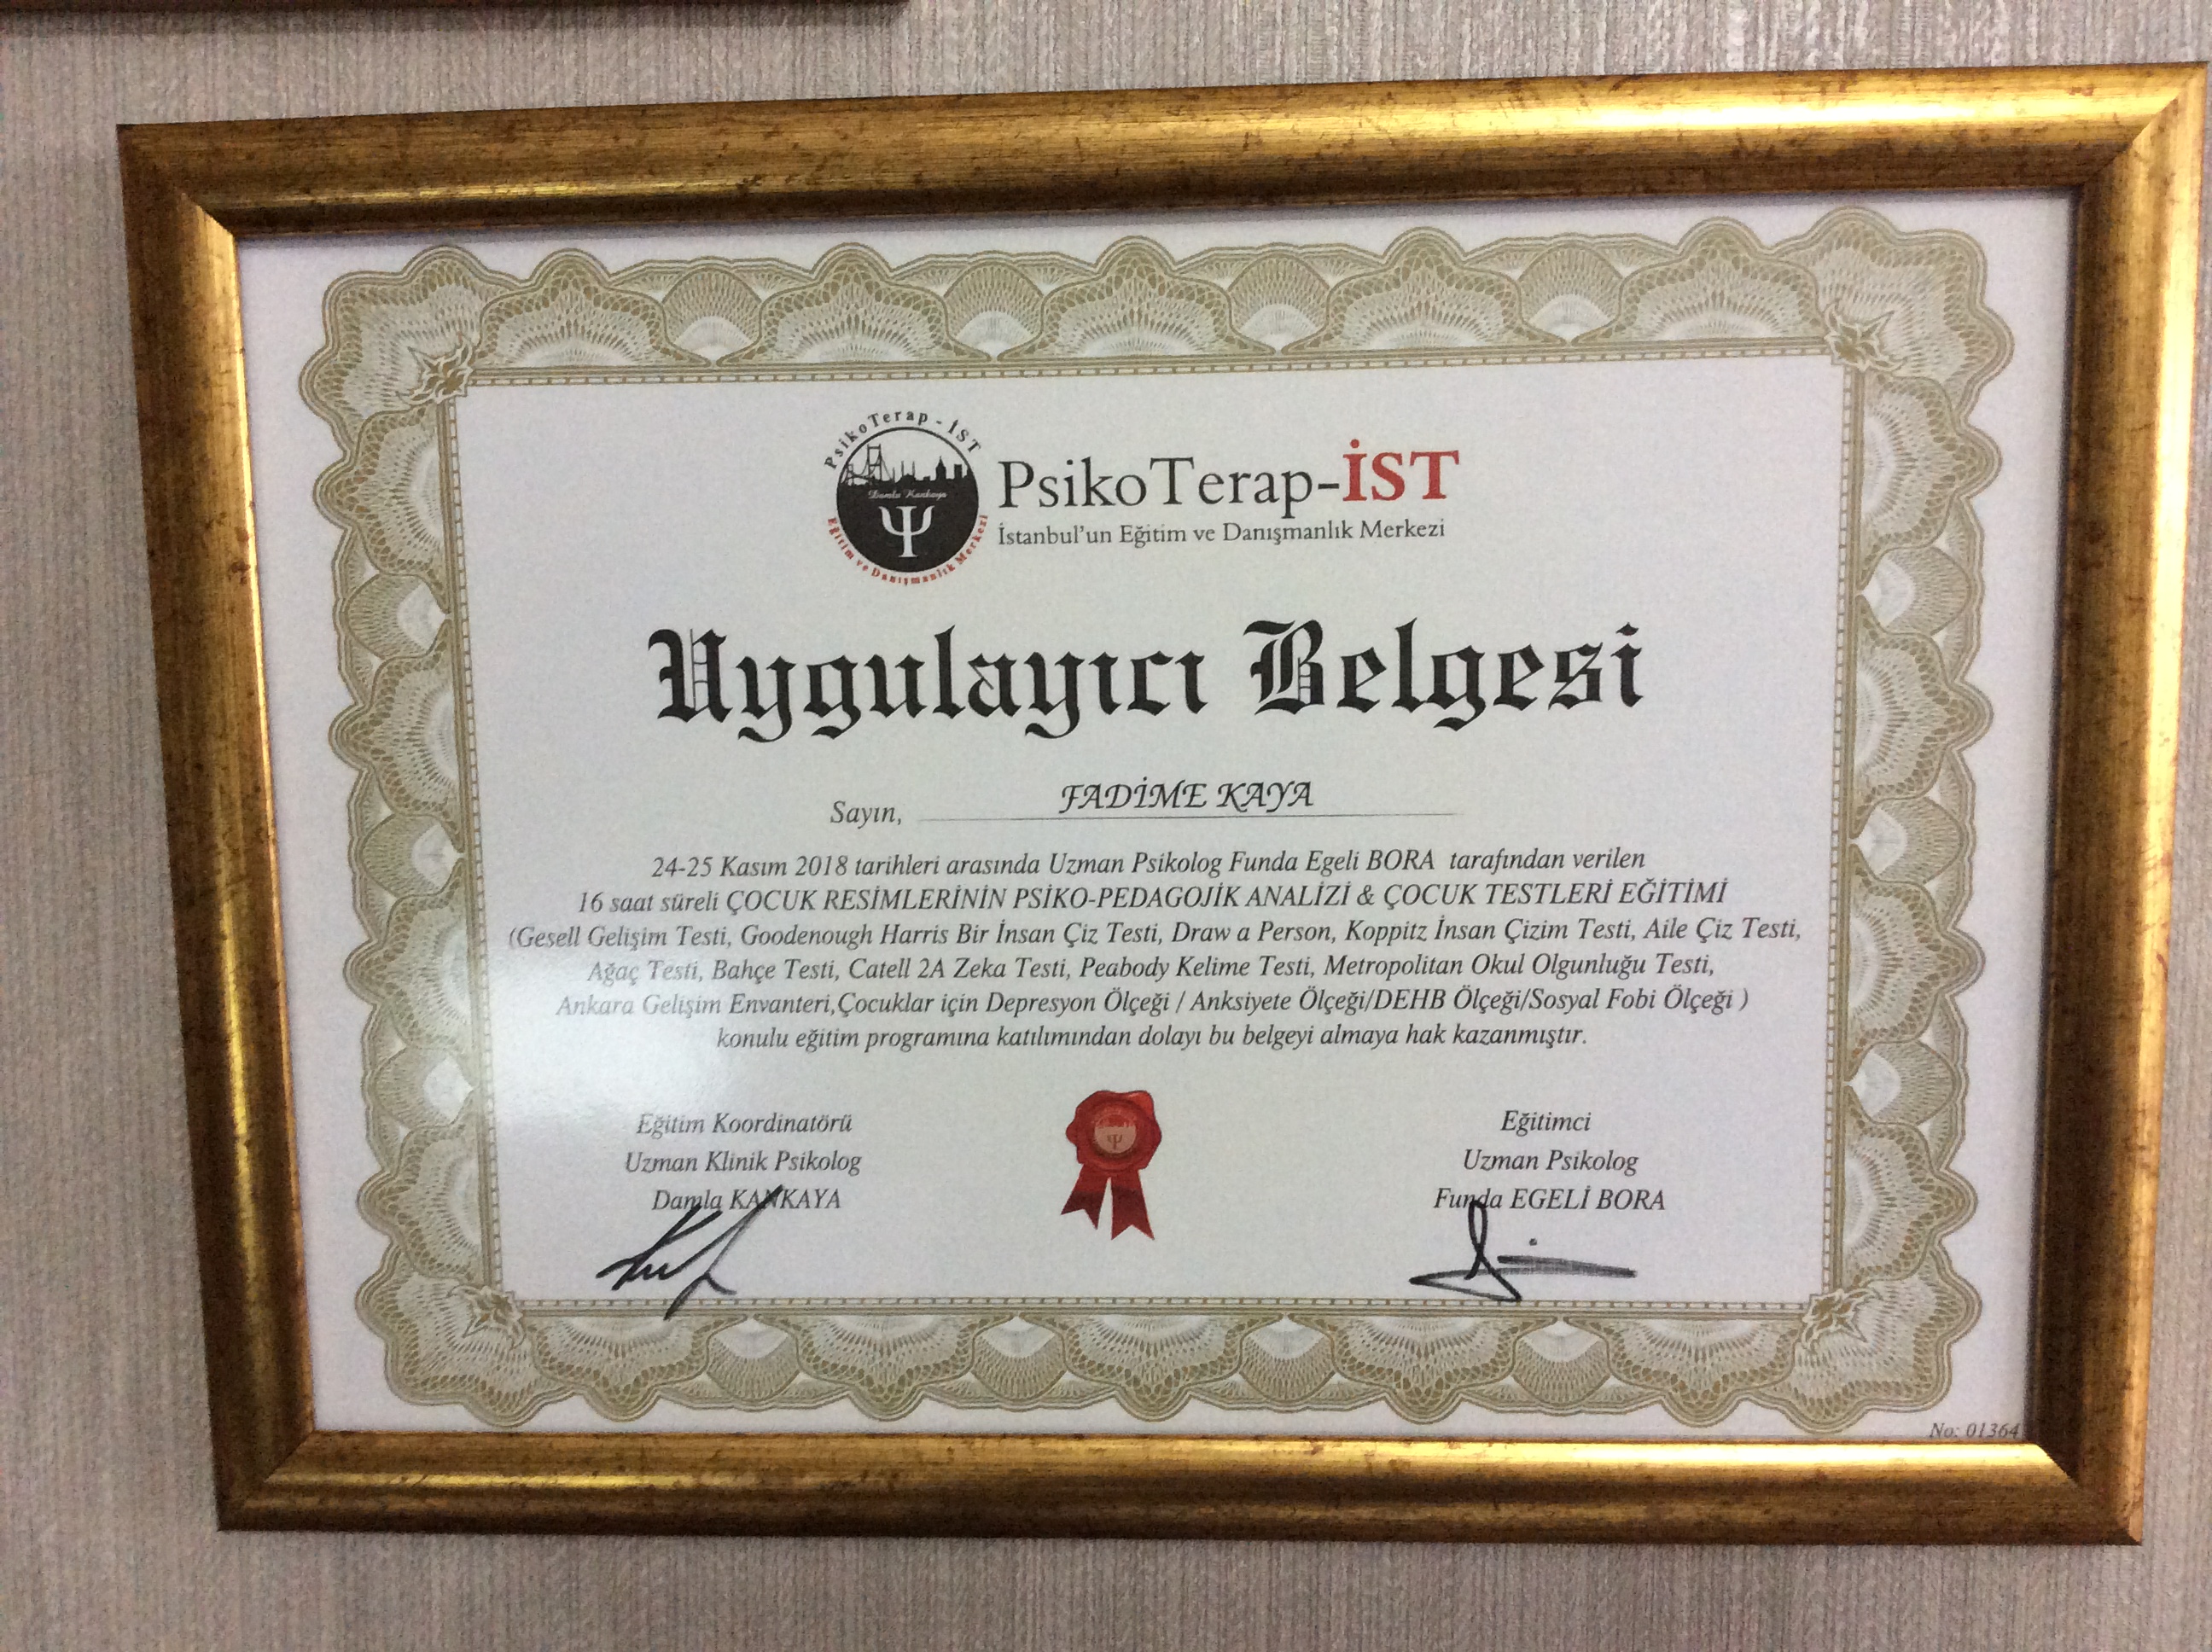 PsikoTerap - İST
Damla Kankaya
Eğitim ve Danışmanlık Merkezi
PsikoTerap-İST
İstanbul'un Eğitim ve Danışmanlık Merkezi
Uygulayıcı Belgesi
Sayın, FADİME KAYA
24-25 Kasım 2018 tarihleri arasında Uzman Psikolog Funda Egeli BORA tarafından verilen
16 saat süreli ÇOCUK RESİMLERİNİN PSİKO-PEDAGOJİK ANALİZİ & ÇOCUK TESTLERİ EĞİTİMİ
(Gesell Gelişim Testi, Goodenough Harris Bir İnsan Çiz Testi, Draw a Person, Koppitz İnsan Çizim Testi, Aile Çiz Testi,
Ağaç Testi, Bahçe Testi, Catell 2A Zeka Testi, Peabody Kelime Testi, Metropolitan Okul Olgunluğu Testi,
Ankara Gelişim Envanteri,Çocuklar için Depresyon Ölçeği / Anksiyete Ölçeği/DEHB Ölçeği/Sosyal Fobi Ölçeği )
konulu eğitim programına katılımından dolayı bu belgeyi almaya hak kazanmıştır.
Eğitim Koordinatörü
Uzman Klinik Psikolog
Damla KANKAYA
Eğitimci
Uzman Psikolog
Funda EGELİ BORA
No: 01364